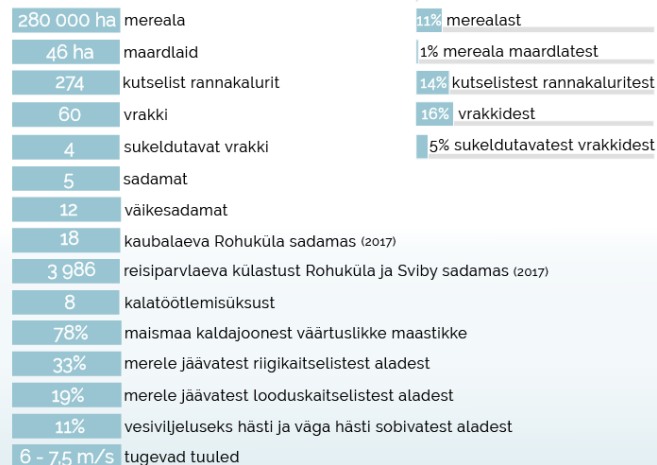 280 000 ha mereala 11% merealast
46 ha maardlaid 1% mereala maardlatest
274 kutselist rannakalurit 14% kutselistest rannakaluritest
60 vrakki 16% vrakkidest
4 sukeldutavat vrakki 5% sukeldutavatest vrakkidest
5 sadamat
12 väikesadamat
18 kaubalaeva Rohuküla sadamas (2017)
3 986 reisiparvlaeva külastust Rohuküla ja Sviby sadamas (2017)
8 kalatöötlemisüksust
78% maismaa kaldajoonest väärtuslikke maastikke
33% merele jäävatest riigikaitselistest aladest
19% merele jäävatest looduskaitselistest aladest
11% vesiviljeluseks hästi ja väga hästi sobivatest aladest
6 - 7,5 m/s tugevad tuuled